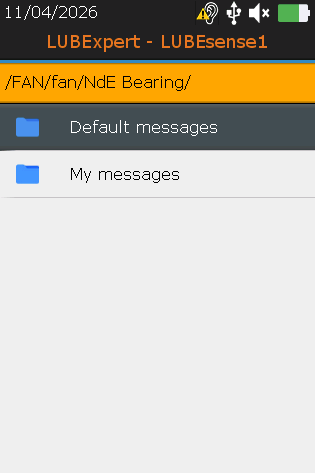 11/04/2026
LUBExpert - LUBEsense1
/FAN/fan/NdE Bearing/
Default messages
My messages